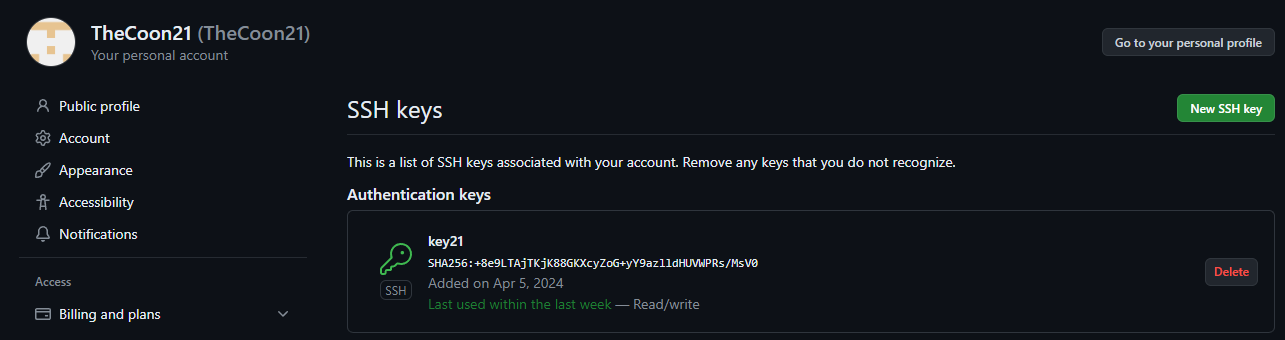 TheCoon21 (TheCoon21)
Your personal account
Go to your personal profile
Public profile
Account
Appearance
Accessibility
Notifications
Access
Billing and plans
SSH keys
New SSH key
This is a list of SSH keys associated with your account. Remove any keys that you do not recognize.
Authentication keys
key21
SHA256:+8e9LTAjTKjK88GKXcyZoG+yY9azlldHUVWPRs/MsV0
Added on Apr 5, 2024
Last used within the last week — Read/write
SSH
Delete